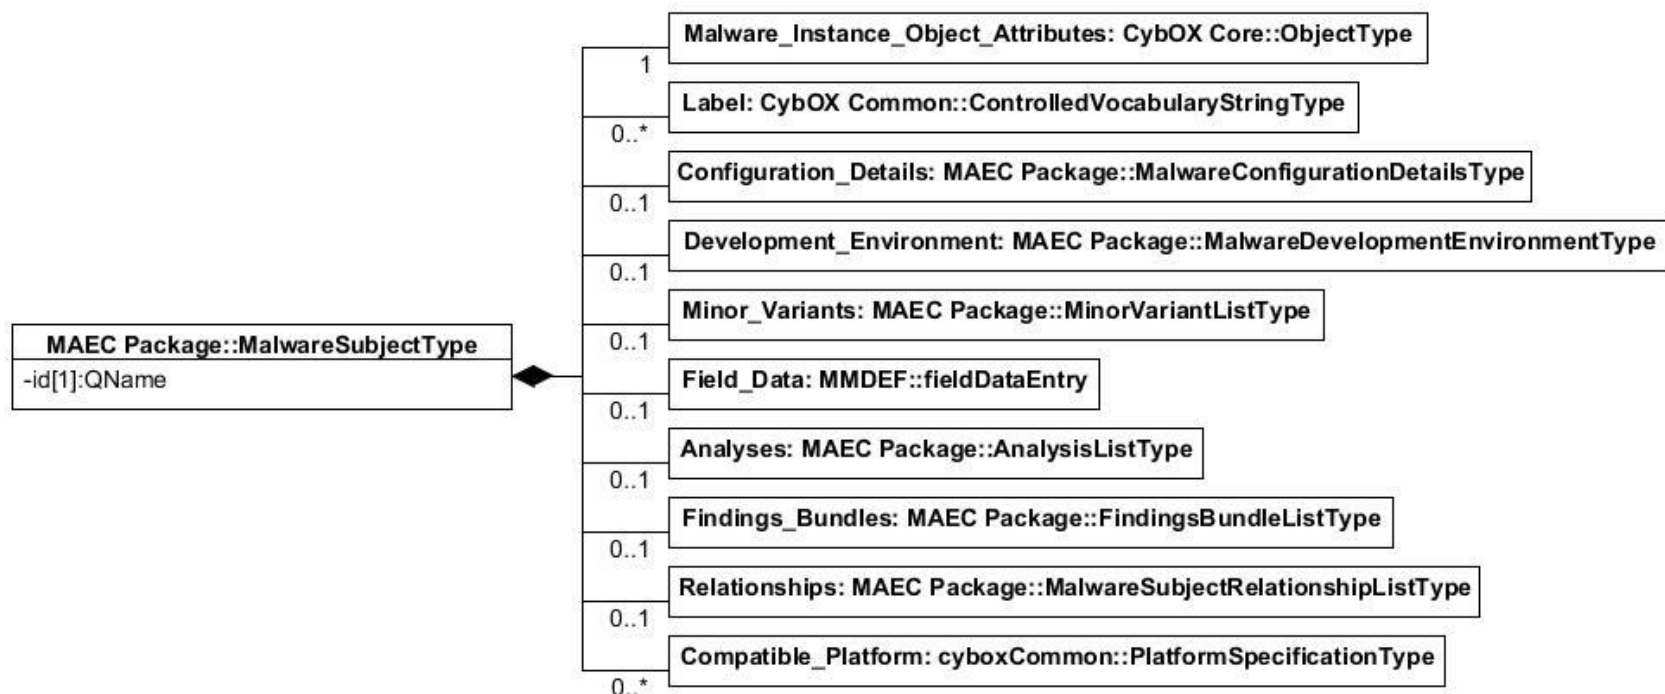 Malware_Instance_Object_Attributes: CybOX Core::ObjectType
1
Label: CybOX Common::ControlledVocabularyStringType
0..*
Configuration_Details: MAEC Package::MalwareConfigurationDetailsType
0..1
Development_Environment: MAEC Package::MalwareDevelopmentEnvironmentType
0..1
Minor_Variants: MAEC Package::MinorVariantListType
0..1
MAEC Package::MalwareSubjectType
-id[1]:QName
Field_Data: MMDEF::fieldDataEntry
0..1
Analyses: MAEC Package::AnalysisListType
0..1
Findings_Bundles: MAEC Package::FindingsBundleListType
0..1
Relationships: MAEC Package::MalwareSubjectRelationshipListType
0..1
Compatible_Platform: cyboxCommon::PlatformSpecificationType
0..*